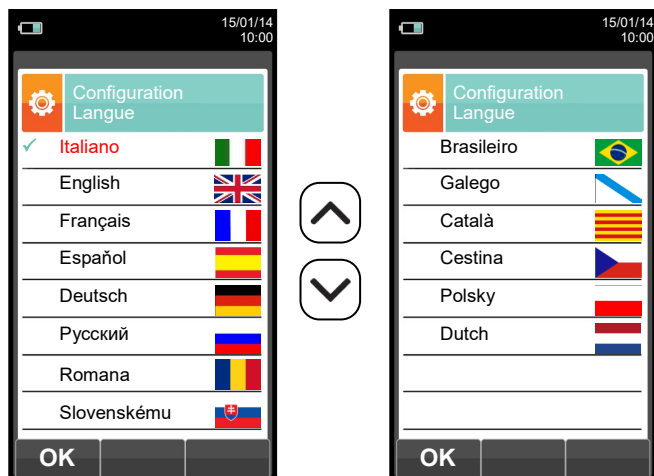 15/01/14
10:00
Configuration
Langue
Italiano
English
Français
Espaňol
Deutsch
Русский
Romana
Slovenskému
OK
15/01/14
10:00
Configuration
Langue
Brasileiro
Galego
Català
Cestina
Polsky
Dutch
OK